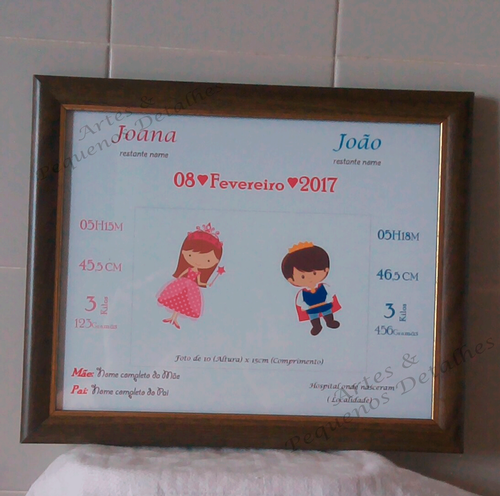 Artes &
Pequenos Detalhes
Joana
restante nome
João
restante nome
08♥Fevereiro♥2017
05H15M
45,5 CM
3 Kilos
123 Gramas
05H18M
46,5 CM
3 Kilos
456 Gramas
Foto de 10 (Altura) x 15cm (Comprimento)
Mãe: Nome completo da Mãe
Pai: Nome completo do Pai
Hospital onde nasceram
( Localidade)
Artes &
Pequenos Detalhes